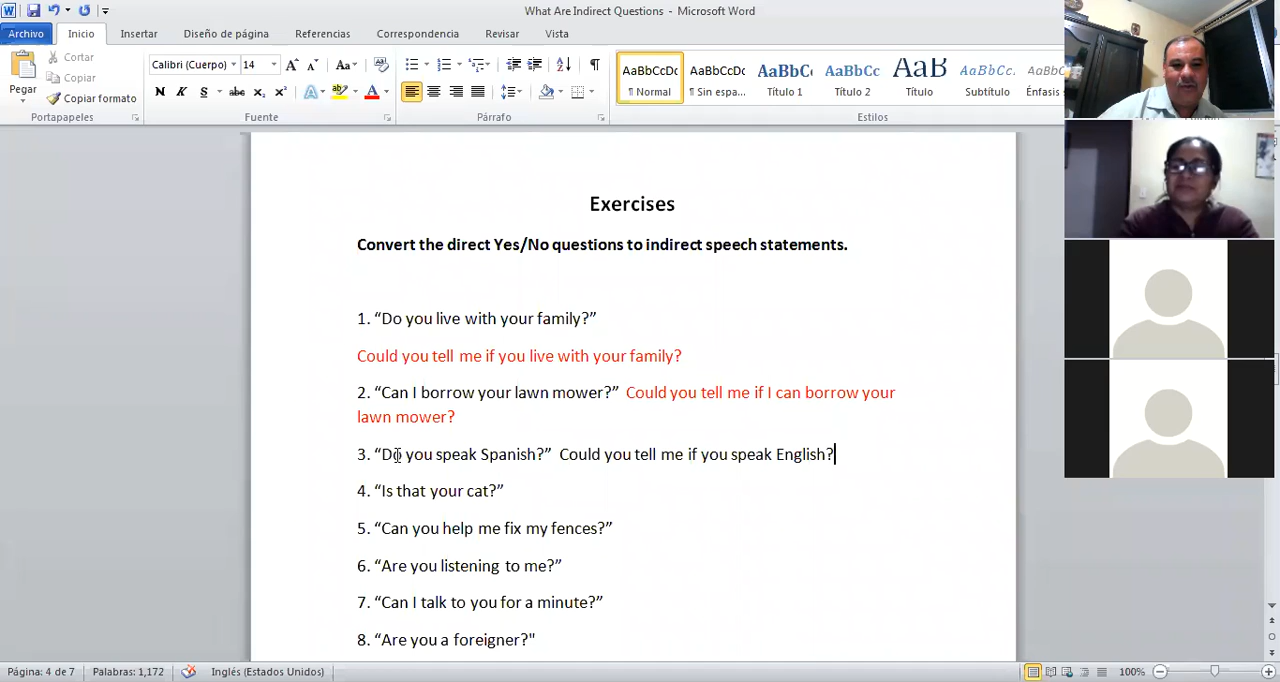 What Are Indirect Questions - Microsoft Word
Archivo Inicio Insertar Diseño de página Referencias Correspondencia Revisar Vista
Pegar Cortar
Copiar
Copiar formato
Portapapeles
Calibri (Cuerpo) 14 Aa
N K S abc x₂ x² A ab A
Fuente
Párrafo
AaBbCcDc AaBbCcDc AaBbC AaBbCc AaB AaBbCc. AaBbCc
¶ Normal ¶ Sin espa... Título 1 Título 2 Título Subtítulo Énfasis
Estilos
Exercises
Convert the direct Yes/No questions to indirect speech statements.
1. “Do you live with your family?”
Could you tell me if you live with your family?
2. “Can I borrow your lawn mower?” Could you tell me if I can borrow your
lawn mower?
3. “Do you speak Spanish?” Could you tell me if you speak English?
4. “Is that your cat?”
5. “Can you help me fix my fences?”
6. “Are you listening to me?”
7. “Can I talk to you for a minute?”
8. “Are you a foreigner?"
Página: 4 de 7 Palabras: 1,172 Inglés (Estados Unidos) 100%